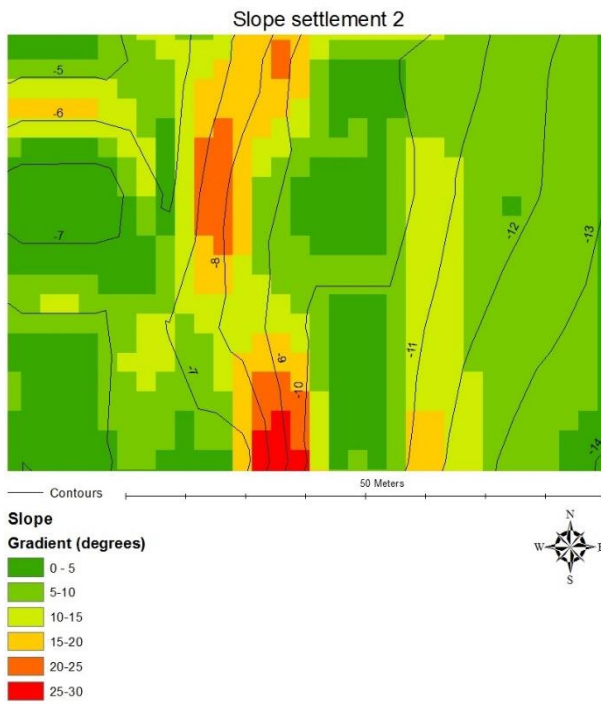 Slope settlement 2
-5
-6
-7
-8
-7
-9
-10
-11
-12
-13
-14
Contours
50 Meters
Slope
Gradient (degrees)
0 - 5
5-10
10-15
15-20
20-25
25-30
N
W E
S